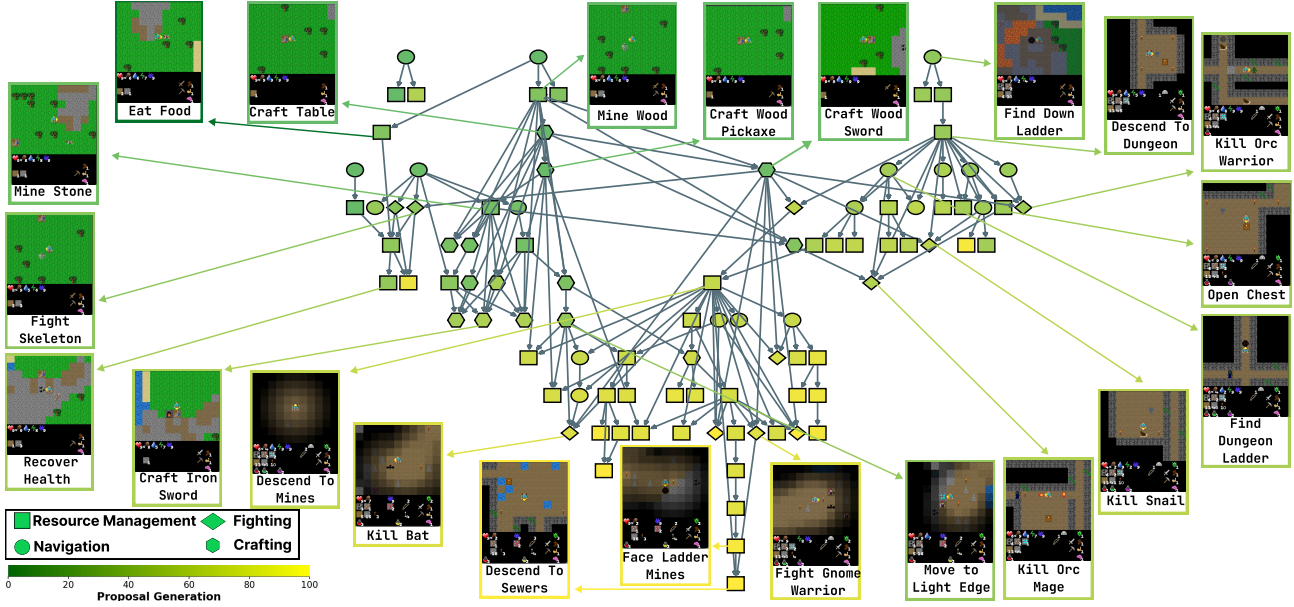 Eat Food
Craft Table
Mine Wood
Craft Wood
Pickaxe
Craft Wood
Sword
Find Down
Ladder
Descend To
Dungeon
Kill Orc
Warrior
Mine Stone
Open Chest
Fight
Skeleton
Find
Dungeon
Ladder
Recover
Health
Craft Iron
Sword
Descend To
Mines
Kill Bat
Descend To
Sewers
Face Ladder
Mines
Fight Gnome
Warrior
Move to
Light Edge
Kill Orc
Mage
Kill Snail
Resource Management
Fighting
Navigation
Crafting
0 20 40 60 80 100
Proposal Generation